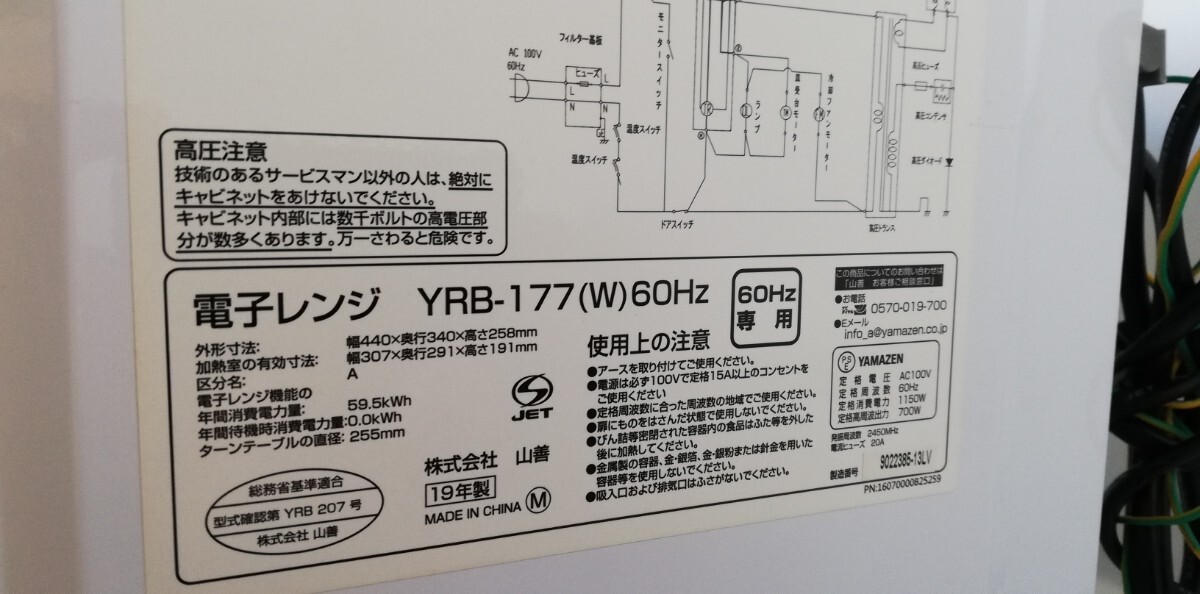 フィルター基板
AC 100V
60Hz
ヒューズ
L
L
N
N
モニタースイッチ
温度スイッチ
温度スイッチ
ドアスイッチ
ランプ
回転台モーター
冷却ファンモーター
高圧ヒューズ
高圧コンデンサ
高圧ダイオード
高圧トランス
高圧注意
技術のあるサービスマン以外の人は、絶対に
キャビネットをあけないでください。
キャビネット内部には数千ボルトの高電圧部
分が数多くあります。万一さわると危険です。
電子レンジ YRB-177(W)60Hz
60Hz
専用
外形寸法: 幅440×奥行340×高さ258mm
加熱室の有効寸法: 幅307×奥行291×高さ191mm
区分名: A
電子レンジ機能の
年間消費電力量: 59.5kWh
年間待機時消費電力量:0.0kWh
ターンテーブルの直径: 255mm
JET
総務省基準適合
型式確認第 YRB 207 号
株式会社 山善
株式会社 山善
19年製
MADE IN CHINA M
使用上の注意
●アースを取り付けてご使用ください。
●電源は必ず100Vで定格15A以上のコンセントを
ご使用ください
●定格周波数に合った周波数の地域でご使用ください。
●扉にものをはさんだ状態で使用しないでください。
●びん詰等密閉された容器内の食品はふた等を外した
後に加熱してください。
●金属製の容器、金・銀箔、金・銀粉または針金を用いた
容器等を使用しないでください。
●吸入口および排気口はふさがないでください。
この商品についてのお問い合わせは
「山善 お客様ご相談窓口」
●お電話
0570-019-700
●Eメール
info_a@yamazen.co.jp
PSE YAMAZEN
定格電圧 AC100V
定格周波数 60Hz
定格消費電力 1150W
定格高周波出力 700W
発振周波数 2450MHz
電源ヒューズ 20A
製造番号 9022385-13LV
PN:16070000B25259